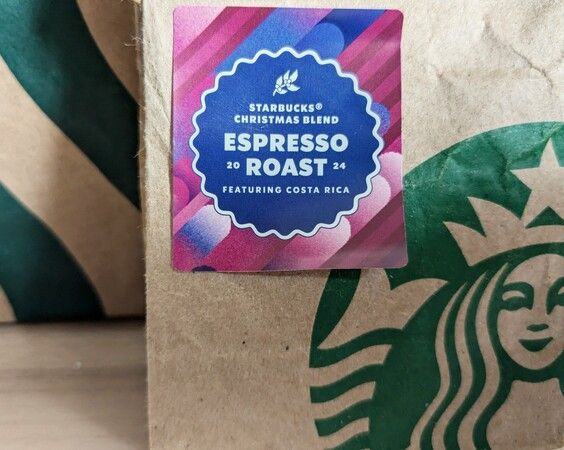 STARBUCKS®
CHRISTMAS BLEND
ESPRESSO
20 ROAST 24
FEATURING COSTA RICA